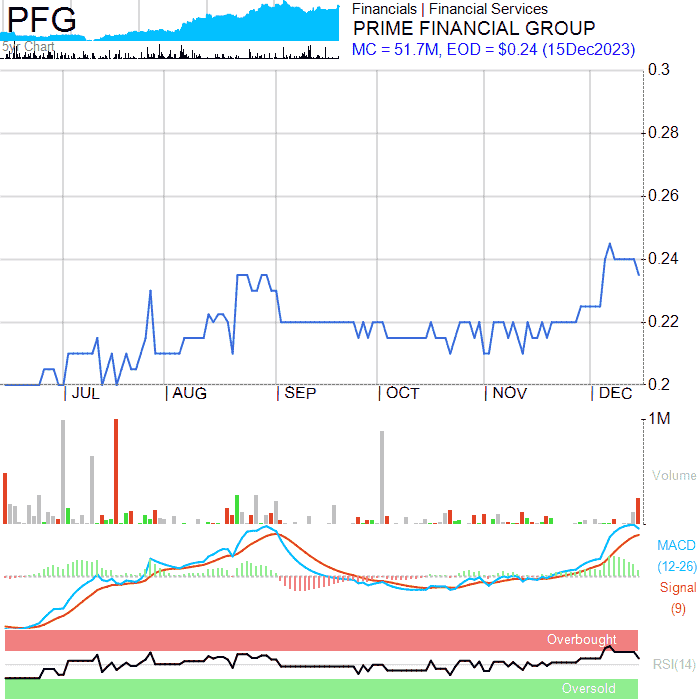 PFG
5yr Chart
Financials | Financial Services
PRIME FINANCIAL GROUP
MC = 51.7M, EOD = $0.24 (15Dec2023)
0.3
0.28
0.26
0.24
0.22
0.2
JUL AUG SEP OCT NOV DEC
1M
Volume
MACD
(12-26)
Signal
(9)
Overbought
RSI(14)
Oversold